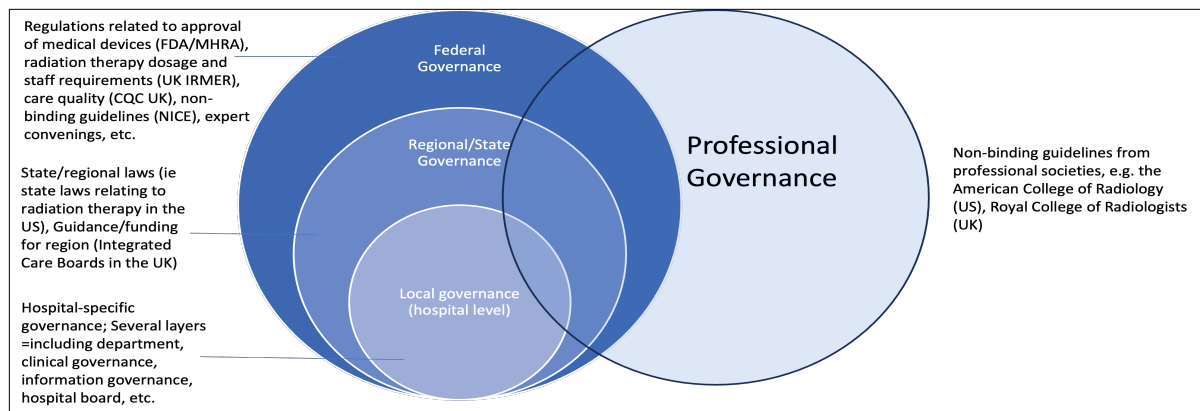 Regulations related to approval
of medical devices (FDA/MHRA),
radiation therapy dosage and
staff requirements (UK IRMER),
care quality (CQC UK), non-
binding guidelines (NICE), expert
convenings, etc.
State/regional laws (ie
state laws relating to
radiation therapy in the
US), Guidance/funding
for region (Integrated
Care Boards in the UK)
Hospital-specific
governance; Several layers
=including department,
clinical governance,
information governance,
hospital board, etc.
Federal
Governance
Regional/State
Governance
Local governance
(hospital level)
Professional
Governance
Non-binding guidelines from
professional societies, e.g. the
American College of Radiology
(US), Royal College of Radiologists
(UK)